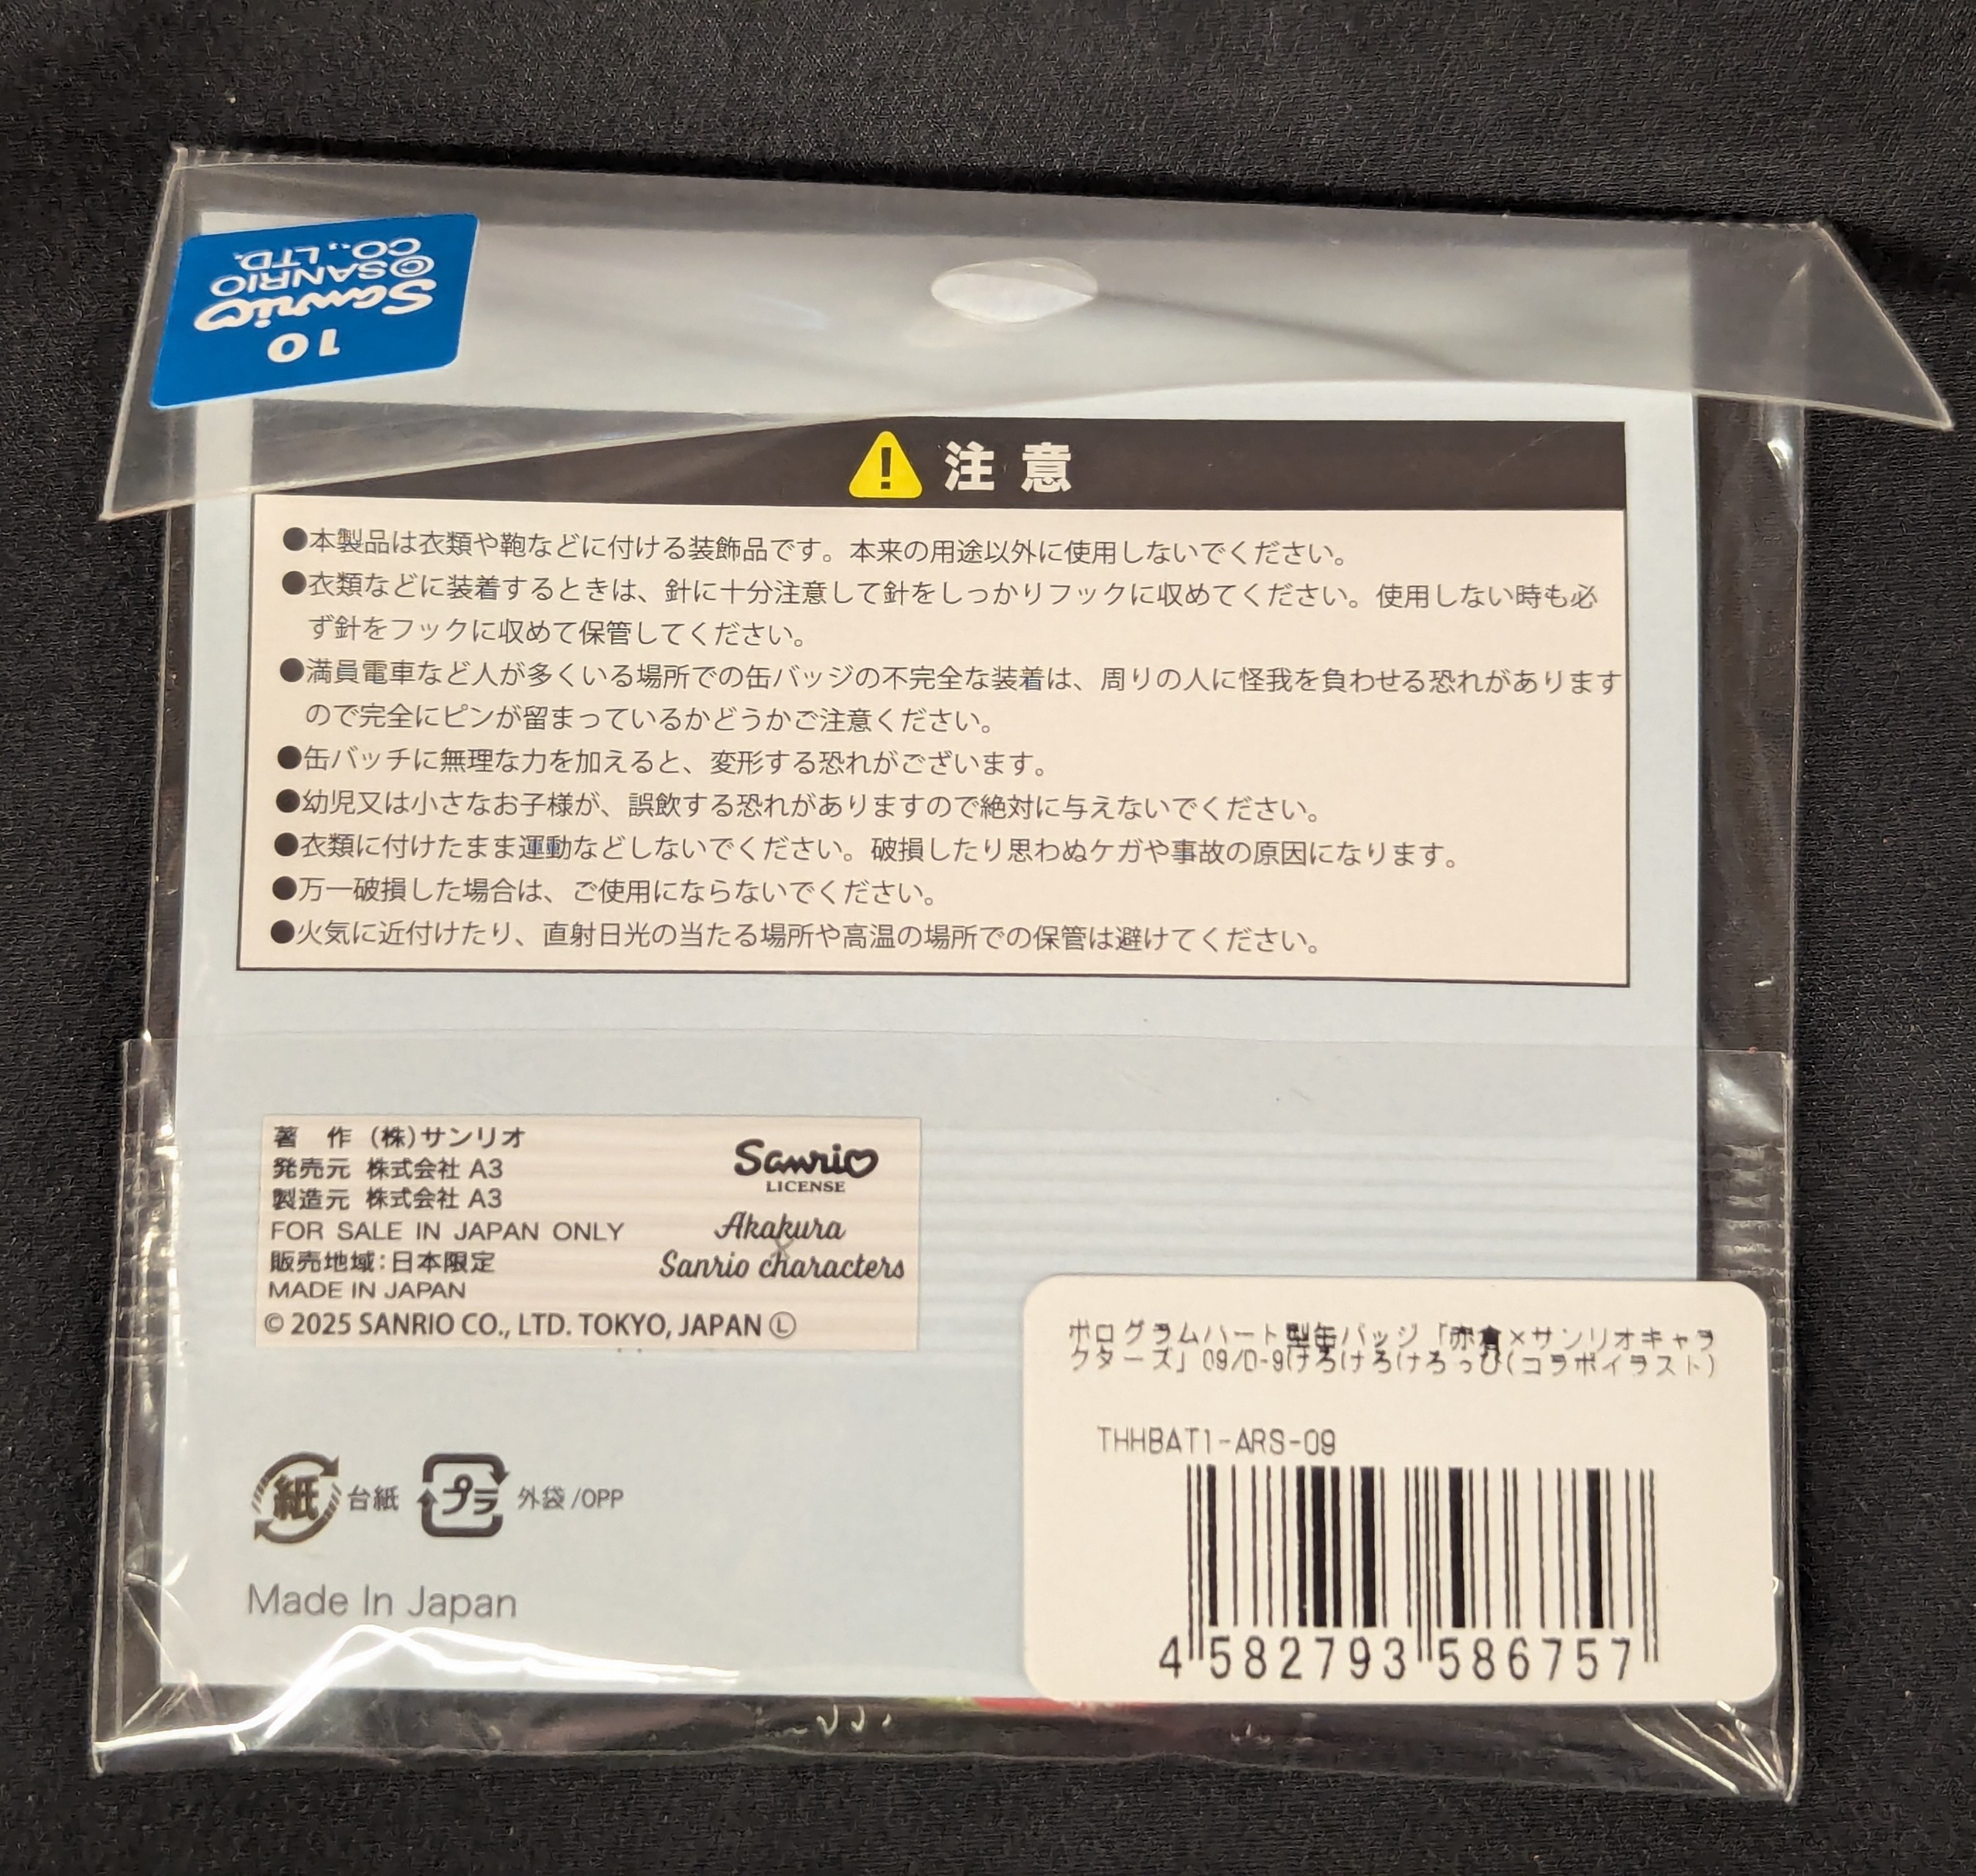 10
Sanrio
©SANRIO
CO.,LTD.
注意
●本製品は衣類や鞄などに付ける装飾品です。本来の用途以外に使用しないでください。
●衣類などに装着するときは、針に十分注意して針をしっかりフックに収めてください。使用しない時も必
ず針をフックに収めて保管してください。
●満員電車など人が多くいる場所での缶バッジの不完全な装着は、周りの人に怪我を負わせる恐れがあります
ので完全にピンが留まっているかどうかご注意ください。
●缶バッチに無理な力を加えると、変形する恐れがございます。
●幼児又は小さなお子様が、誤飲する恐れがありますので絶対に与えないでください。
●衣類に付けたまま運動などしないでください。破損したり思わぬケガや事故の原因になります。
●万一破損した場合は、ご使用にならないでください。
●火気に近付けたり、直射日光の当たる場所や高温の場所での保管は避けてください。
著 作 (株)サンリオ
発売元 株式会社 A3
製造元 株式会社 A3
FOR SALE IN JAPAN ONLY
販売地域:日本限定
MADE IN JAPAN
© 2025 SANRIO CO., LTD. TOKYO, JAPAN Ⓛ
Sanrio
LICENSE
Akakura
×
Sanrio characters
紙 台紙 プラ 外袋/OPP
Made In Japan
ホログラムハート型缶バッジ「赤倉×サンリオキャラ
クターズ」09/D-9けろけろけろっぴ(コラボイラスト)
THHBAT1-ARS-09
4 582793 586757